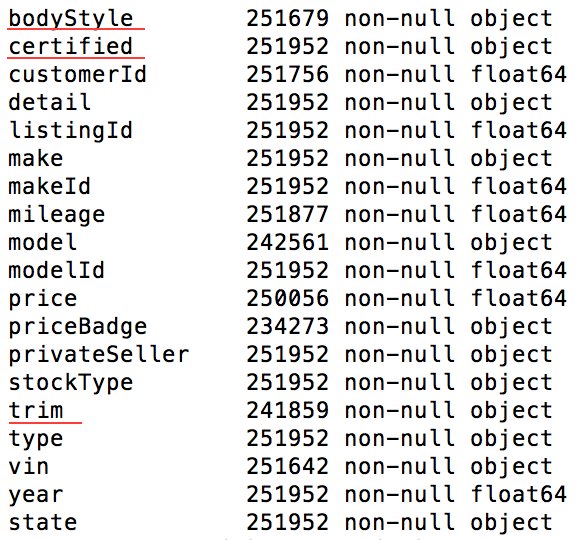 bodyStyle 251679 non-null object
certified 251952 non-null object
customerId 251756 non-null float64
detail 251952 non-null object
listingId 251952 non-null float64
make 251952 non-null object
makeId 251952 non-null float64
mileage 251877 non-null float64
model 242561 non-null object
modelId 251952 non-null float64
price 250056 non-null float64
priceBadge 234273 non-null object
privateSeller 251952 non-null object
stockType 251952 non-null object
trim 241859 non-null object
type 251952 non-null object
vin 251642 non-null object
year 251952 non-null float64
state 251952 non-null object